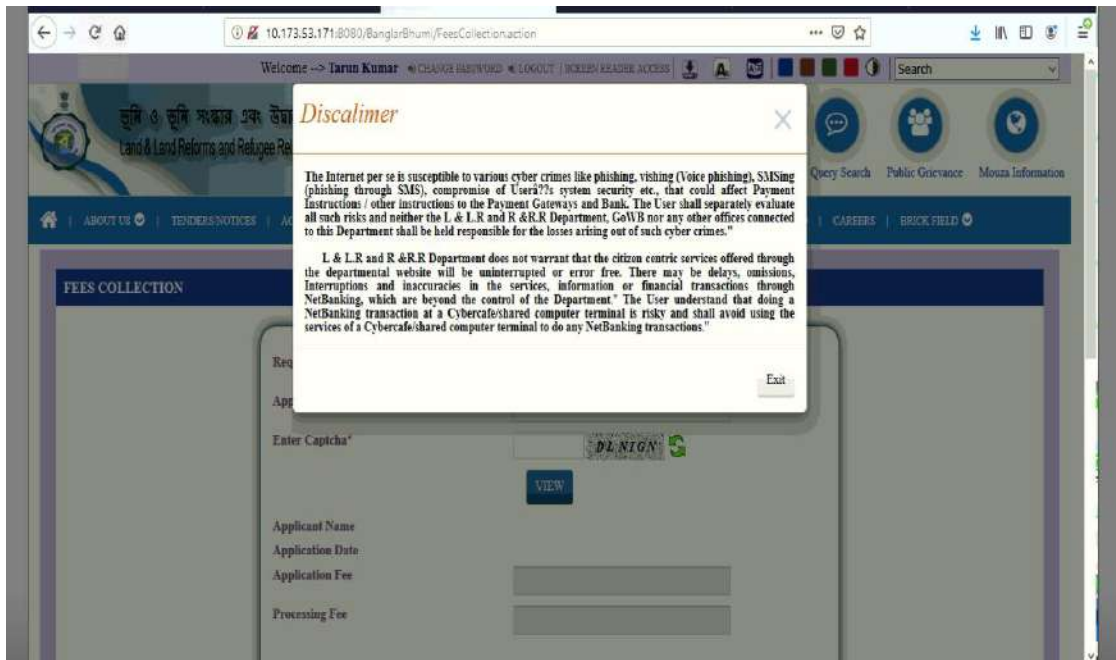 10.173.53.171:8080/BanglarBhumi/FeesCollection.action
Welcome --> Tarun Kumar CHANGE PASSWORD LOGOUT | SCREEN READER ACCESS A Search
Discalimer
ভূমি ও ভূমি সংস্কার এবং
Land & Land Reforms and Refugee
Query Search Public Grievance Mouza Information
The Internet per se is susceptible to various cyber crimes like phishing, vishing (Voice phishing), SMSing
(phishing through SMS), compromise of Userâ??s system security etc., that could affect Payment
Instructions / other instructions to the Payment Gateways and Bank. The User shall separately evaluate
all such risks and neither the L & L.R and R &R.R Department, GoWB nor any other offices connected
to this Department shall be held responsible for the losses arising out of such cyber crimes."
| ABOUT US | TENDERS/NOTICES | | CAREERS | BRICK FIELD
L & L.R and R &R.R Department does not warrant that the citizen centric services offered through
the departmental website will be uninterrupted or error free. There may be delays, omissions,
Interruptions and inaccuracies in the services, information or financial transactions through
NetBanking, which are beyond the control of the Department." The User understand that doing a
NetBanking transaction at a Cybercafe/shared computer terminal is risky and shall avoid using the
services of a Cybercafe/shared computer terminal to do any NetBanking transactions."
FEES COLLECTION
Exit
Req
App
Enter Captcha* DL NIGN
VIEW
Applicant Name
Application Date
Application Fee
Processing Fee